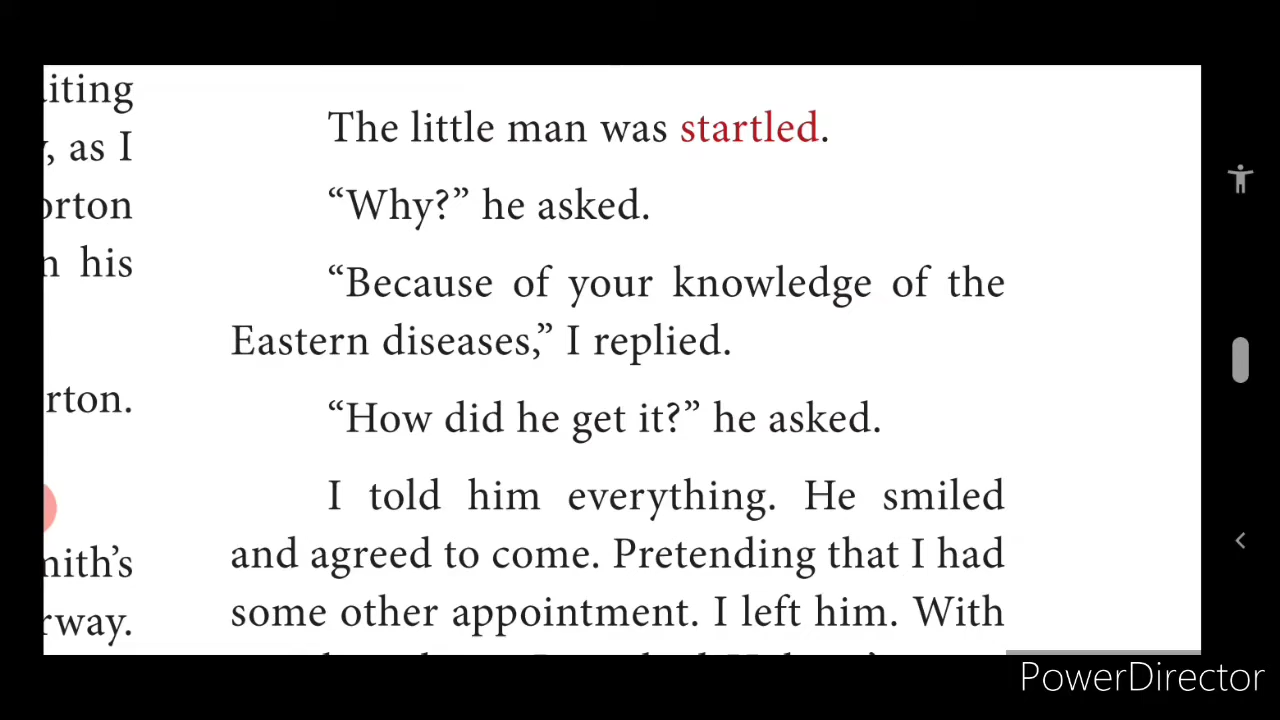 iting
, as I
orton
his
rton.
mith's
rway.
The little man was startled.
“Why?” he asked.
“Because of your knowledge of the
Eastern diseases,” I replied.
“How did he get it?” he asked.
I told him everything. He smiled
and agreed to come. Pretending that I had
some other appointment. I left him. With
PowerDirector